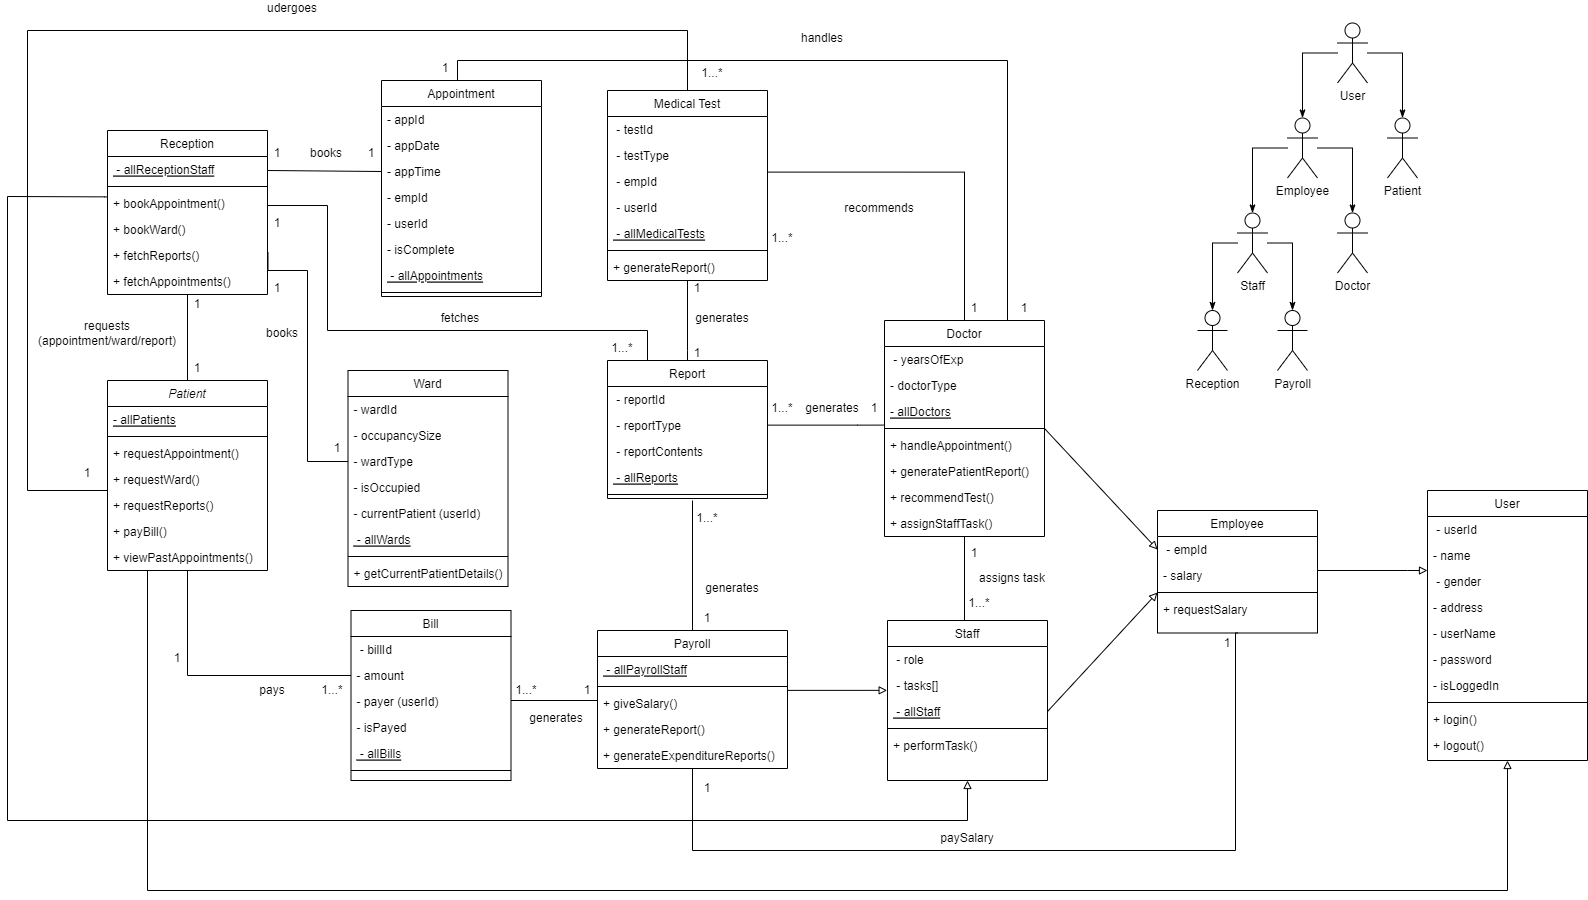 udergoes
handles
1
1...*
Appointment
- appId
- appDate
- appTime
- empId
- userId
- isComplete
- allAppointments
Medical Test
- testId
- testType
- empId
- userId
- allMedicalTests
+ generateReport()
Reception
- allReceptionStaff
+ bookAppointment()
+ bookWard()
+ fetchReports()
+ fetchAppointments()
1
books
1
1
1
1
recommends
1...*
1
1
1
generates
1
fetches
1...*
requests
(appointment/ward/report)
books
1
Patient
- allPatients
+ requestAppointment()
+ requestWard()
+ requestReports()
+ payBill()
+ viewPastAppointments()
1
Ward
- wardId
- occupancySize
- wardType
- isOccupied
- currentPatient (userId)
- allWards
+ getCurrentPatientDetails()
1
Report
- reportId
- reportType
- reportContents
- allReports
1...*
generates
1
Doctor
- yearsOfExp
- doctorType
- allDoctors
+ handleAppointment()
+ generatePatientReport()
+ recommendTest()
+ assignStaffTask()
1...*
generates
1
1
assigns task
1...*
Bill
- billId
- amount
- payer (userId)
- isPayed
- allBills
1
pays
1...*
1...*
generates
1
Payroll
- allPayrollStaff
+ giveSalary()
+ generateReport()
+ generateExpenditureReports()
1
Staff
- role
- tasks[]
- allStaff
+ performTask()
Employee
- empId
- salary
+ requestSalary
1
paySalary
User
- userId
- name
- gender
- address
- userName
- password
- isLoggedIn
+ login()
+ logout()
User
Employee
Patient
Staff
Doctor
Reception
Payroll